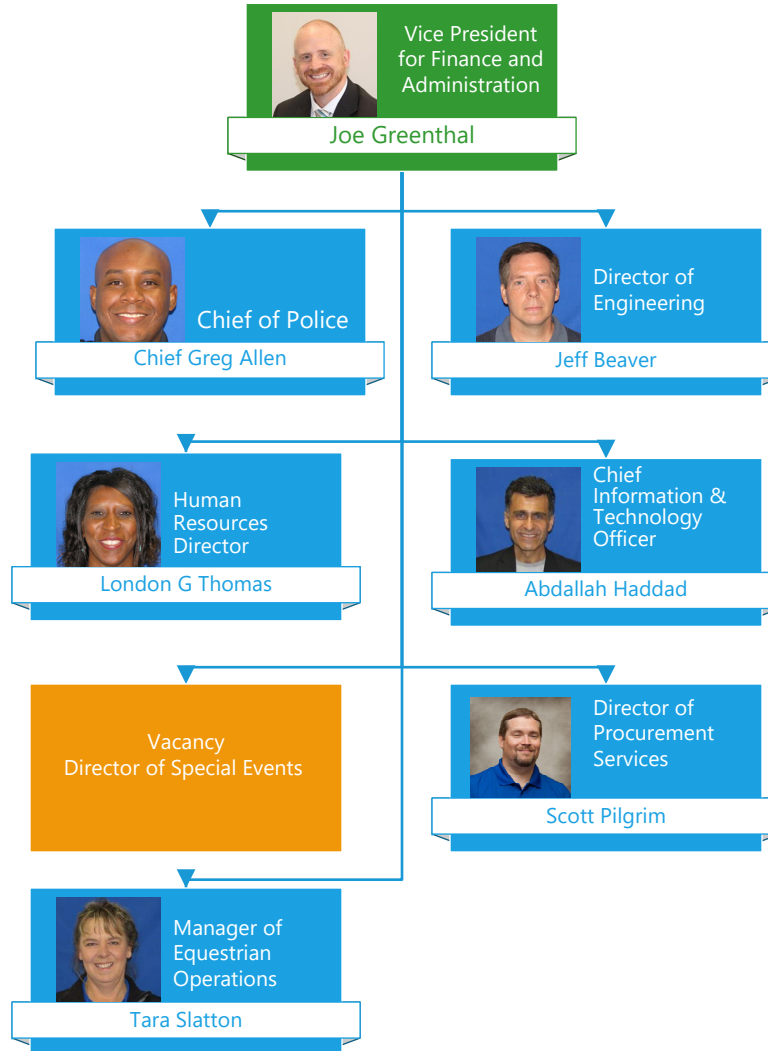 Vice President
for Finance and
Administration
Joe Greenthal
Chief of Police
Chief Greg Allen
Director of
Engineering
Jeff Beaver
Human
Resources
Director
London G Thomas
Chief
Information &
Technology
Officer
Abdallah Haddad
Vacancy
Director of Special Events
Director of
Procurement
Services
Scott Pilgrim
Manager of
Equestrian
Operations
Tara Slatton